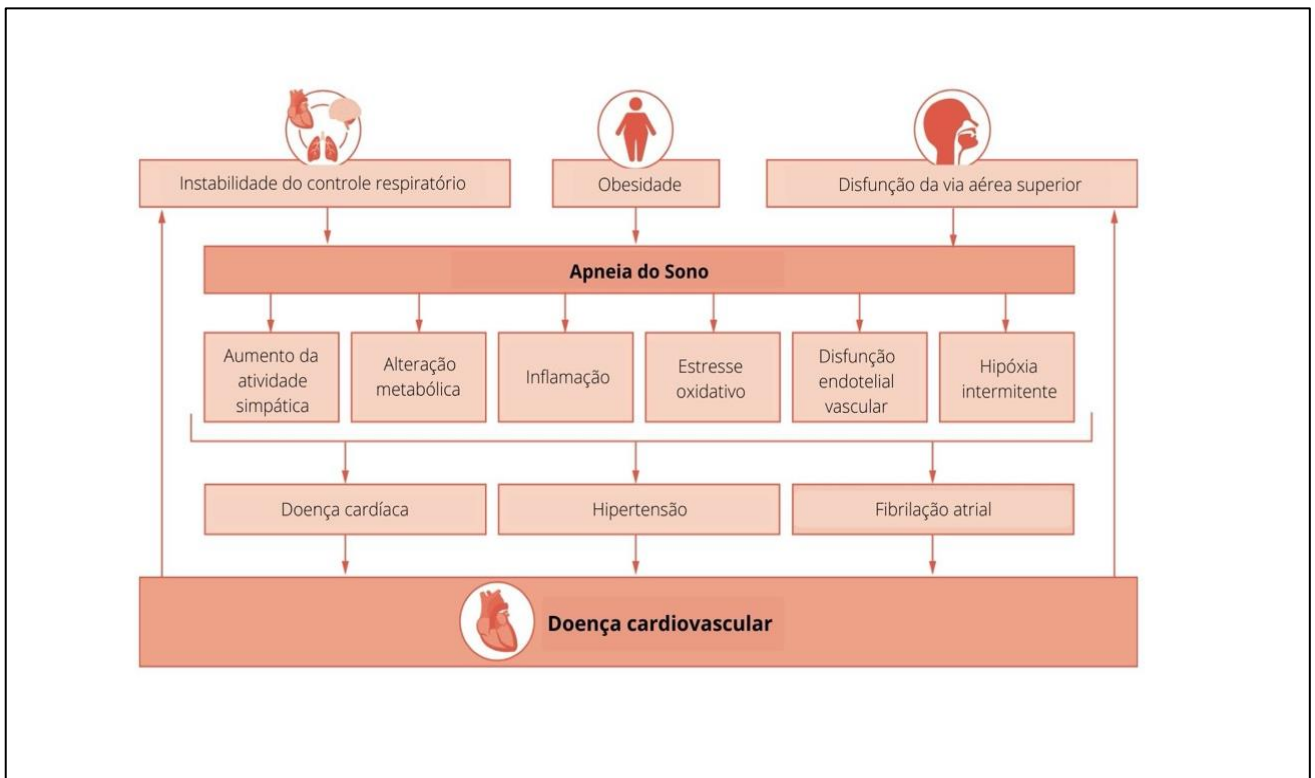 Instabilidade do controle respiratório
Obesidade
Disfunção da via aérea superior
Apneia do Sono
Aumento da
atividade
simpática
Alteração
metabólica
Inflamação
Estresse
oxidativo
Disfunção
endotelial
vascular
Hipóxia
intermitente
Doença cardíaca
Hipertensão
Fibrilação atrial
Doença cardiovascular